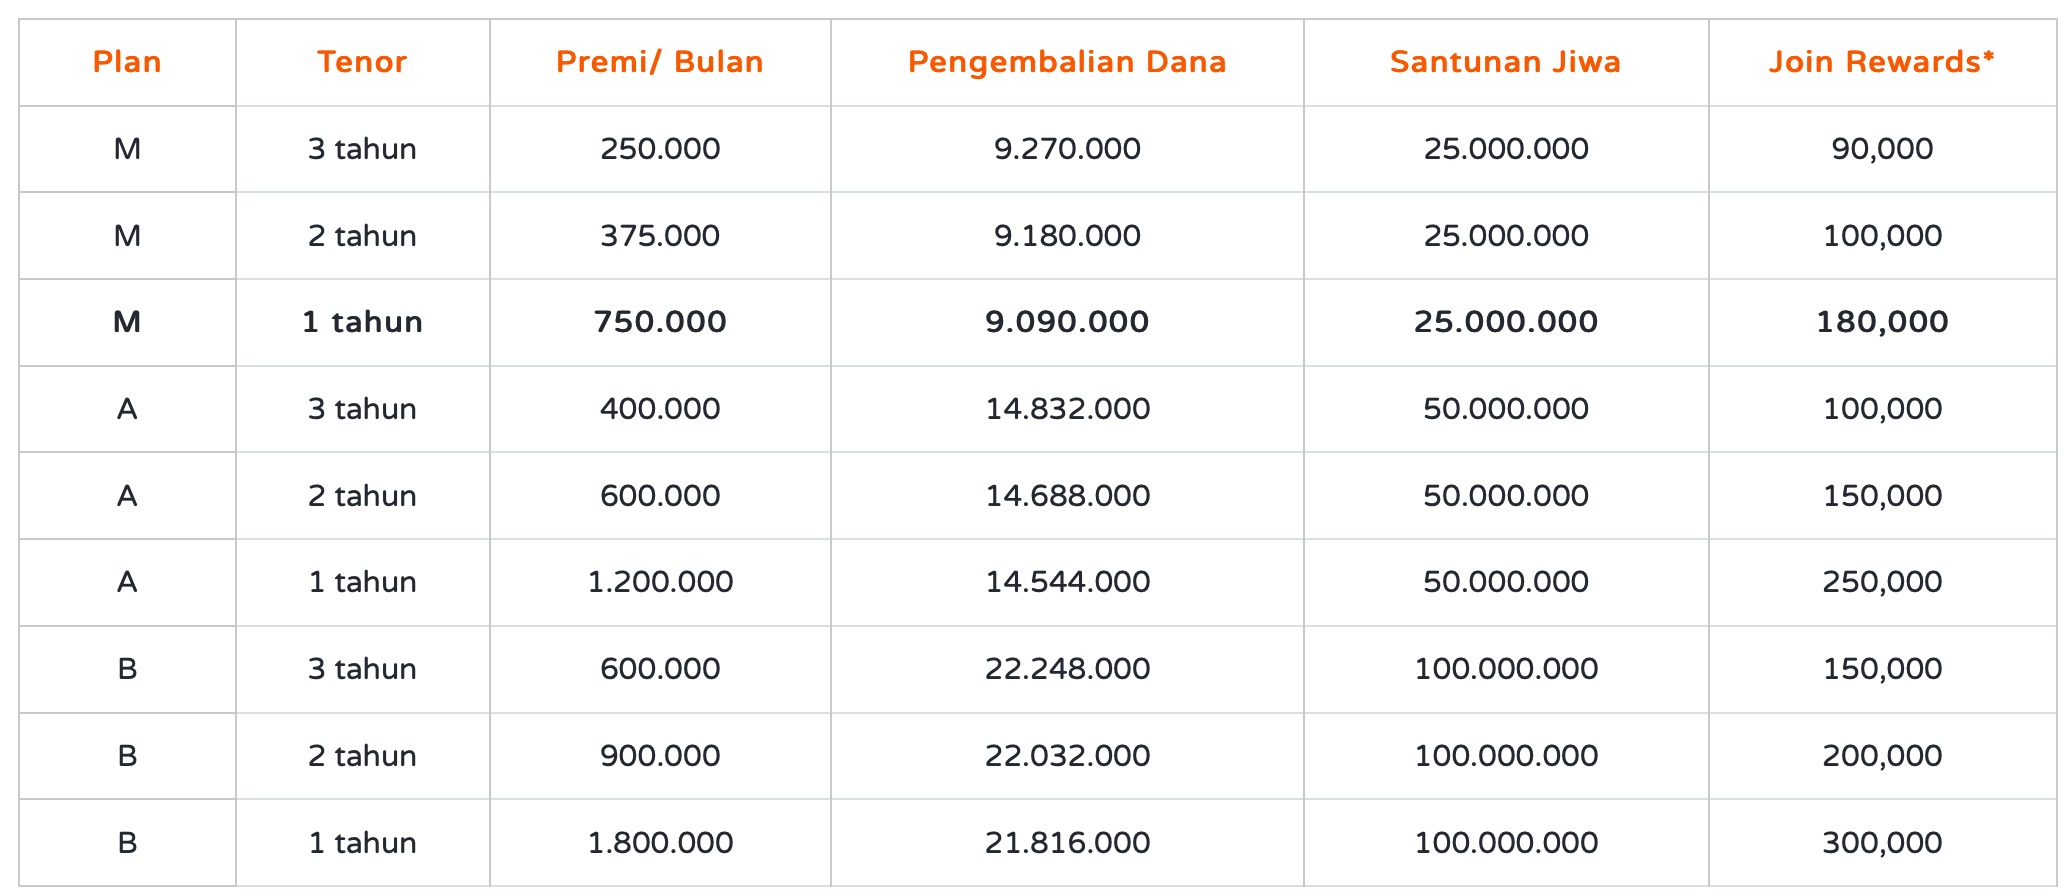 Plan Tenor Premi/ Bulan Pengembalian Dana Santunan Jiwa Join Rewards*
M 3 tahun 250.000 9.270.000 25.000.000 90,000
M 2 tahun 375.000 9.180.000 25.000.000 100,000
M 1 tahun 750.000 9.090.000 25.000.000 180,000
A 3 tahun 400.000 14.832.000 50.000.000 100,000
A 2 tahun 600.000 14.688.000 50.000.000 150,000
A 1 tahun 1.200.000 14.544.000 50.000.000 250,000
B 3 tahun 600.000 22.248.000 100.000.000 150,000
B 2 tahun 900.000 22.032.000 100.000.000 200,000
B 1 tahun 1.800.000 21.816.000 100.000.000 300,000